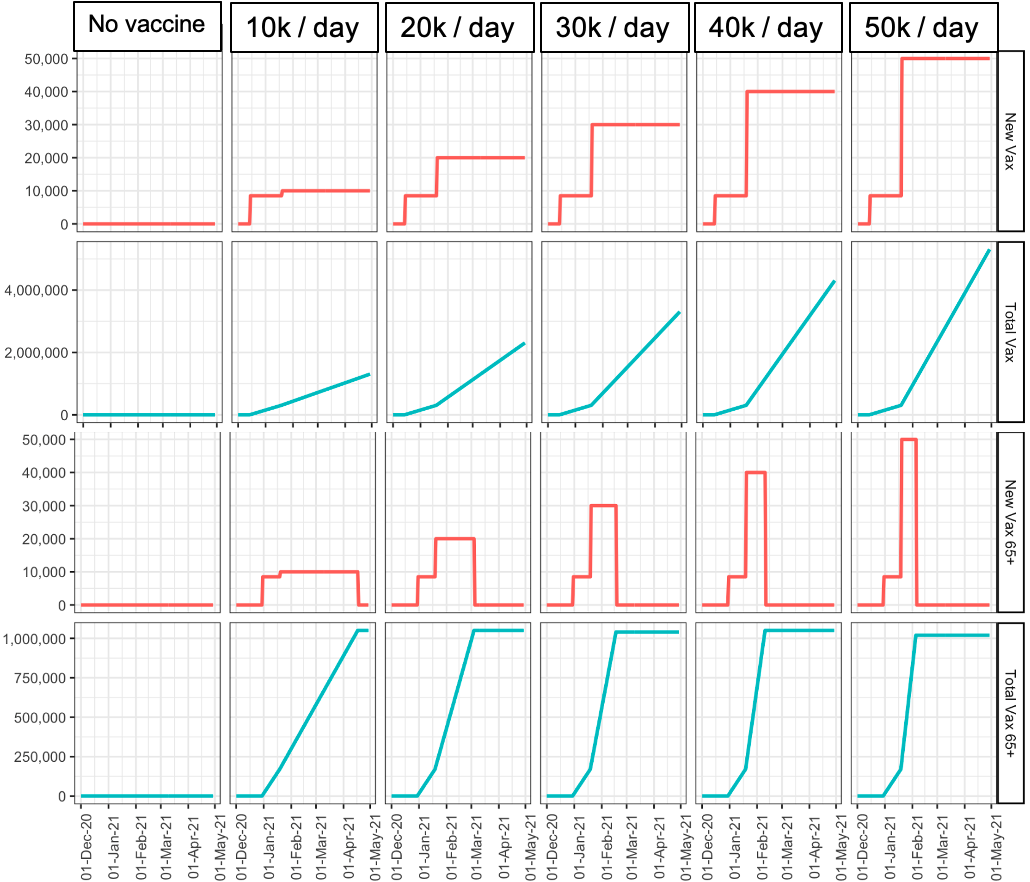 No vaccine 10k / day 20k / day 30k / day 40k / day 50k / day
50,000
40,000
30,000
20,000
10,000
0
New Vax
4,000,000
2,000,000
0
Total Vax
50,000
40,000
30,000
20,000
10,000
0
New Vax 65+
1,000,000
750,000
500,000
250,000
0
Total Vax 65+
01-Dec-20 01-Jan-21 01-Feb-21 01-Mar-21 01-Apr-21 01-May-21
01-Dec-20 01-Jan-21 01-Feb-21 01-Mar-21 01-Apr-21 01-May-21
01-Dec-20 01-Jan-21 01-Feb-21 01-Mar-21 01-Apr-21 01-May-21
01-Dec-20 01-Jan-21 01-Feb-21 01-Mar-21 01-Apr-21 01-May-21
01-Dec-20 01-Jan-21 01-Feb-21 01-Mar-21 01-Apr-21 01-May-21
01-Dec-20 01-Jan-21 01-Feb-21 01-Mar-21 01-Apr-21 01-May-21